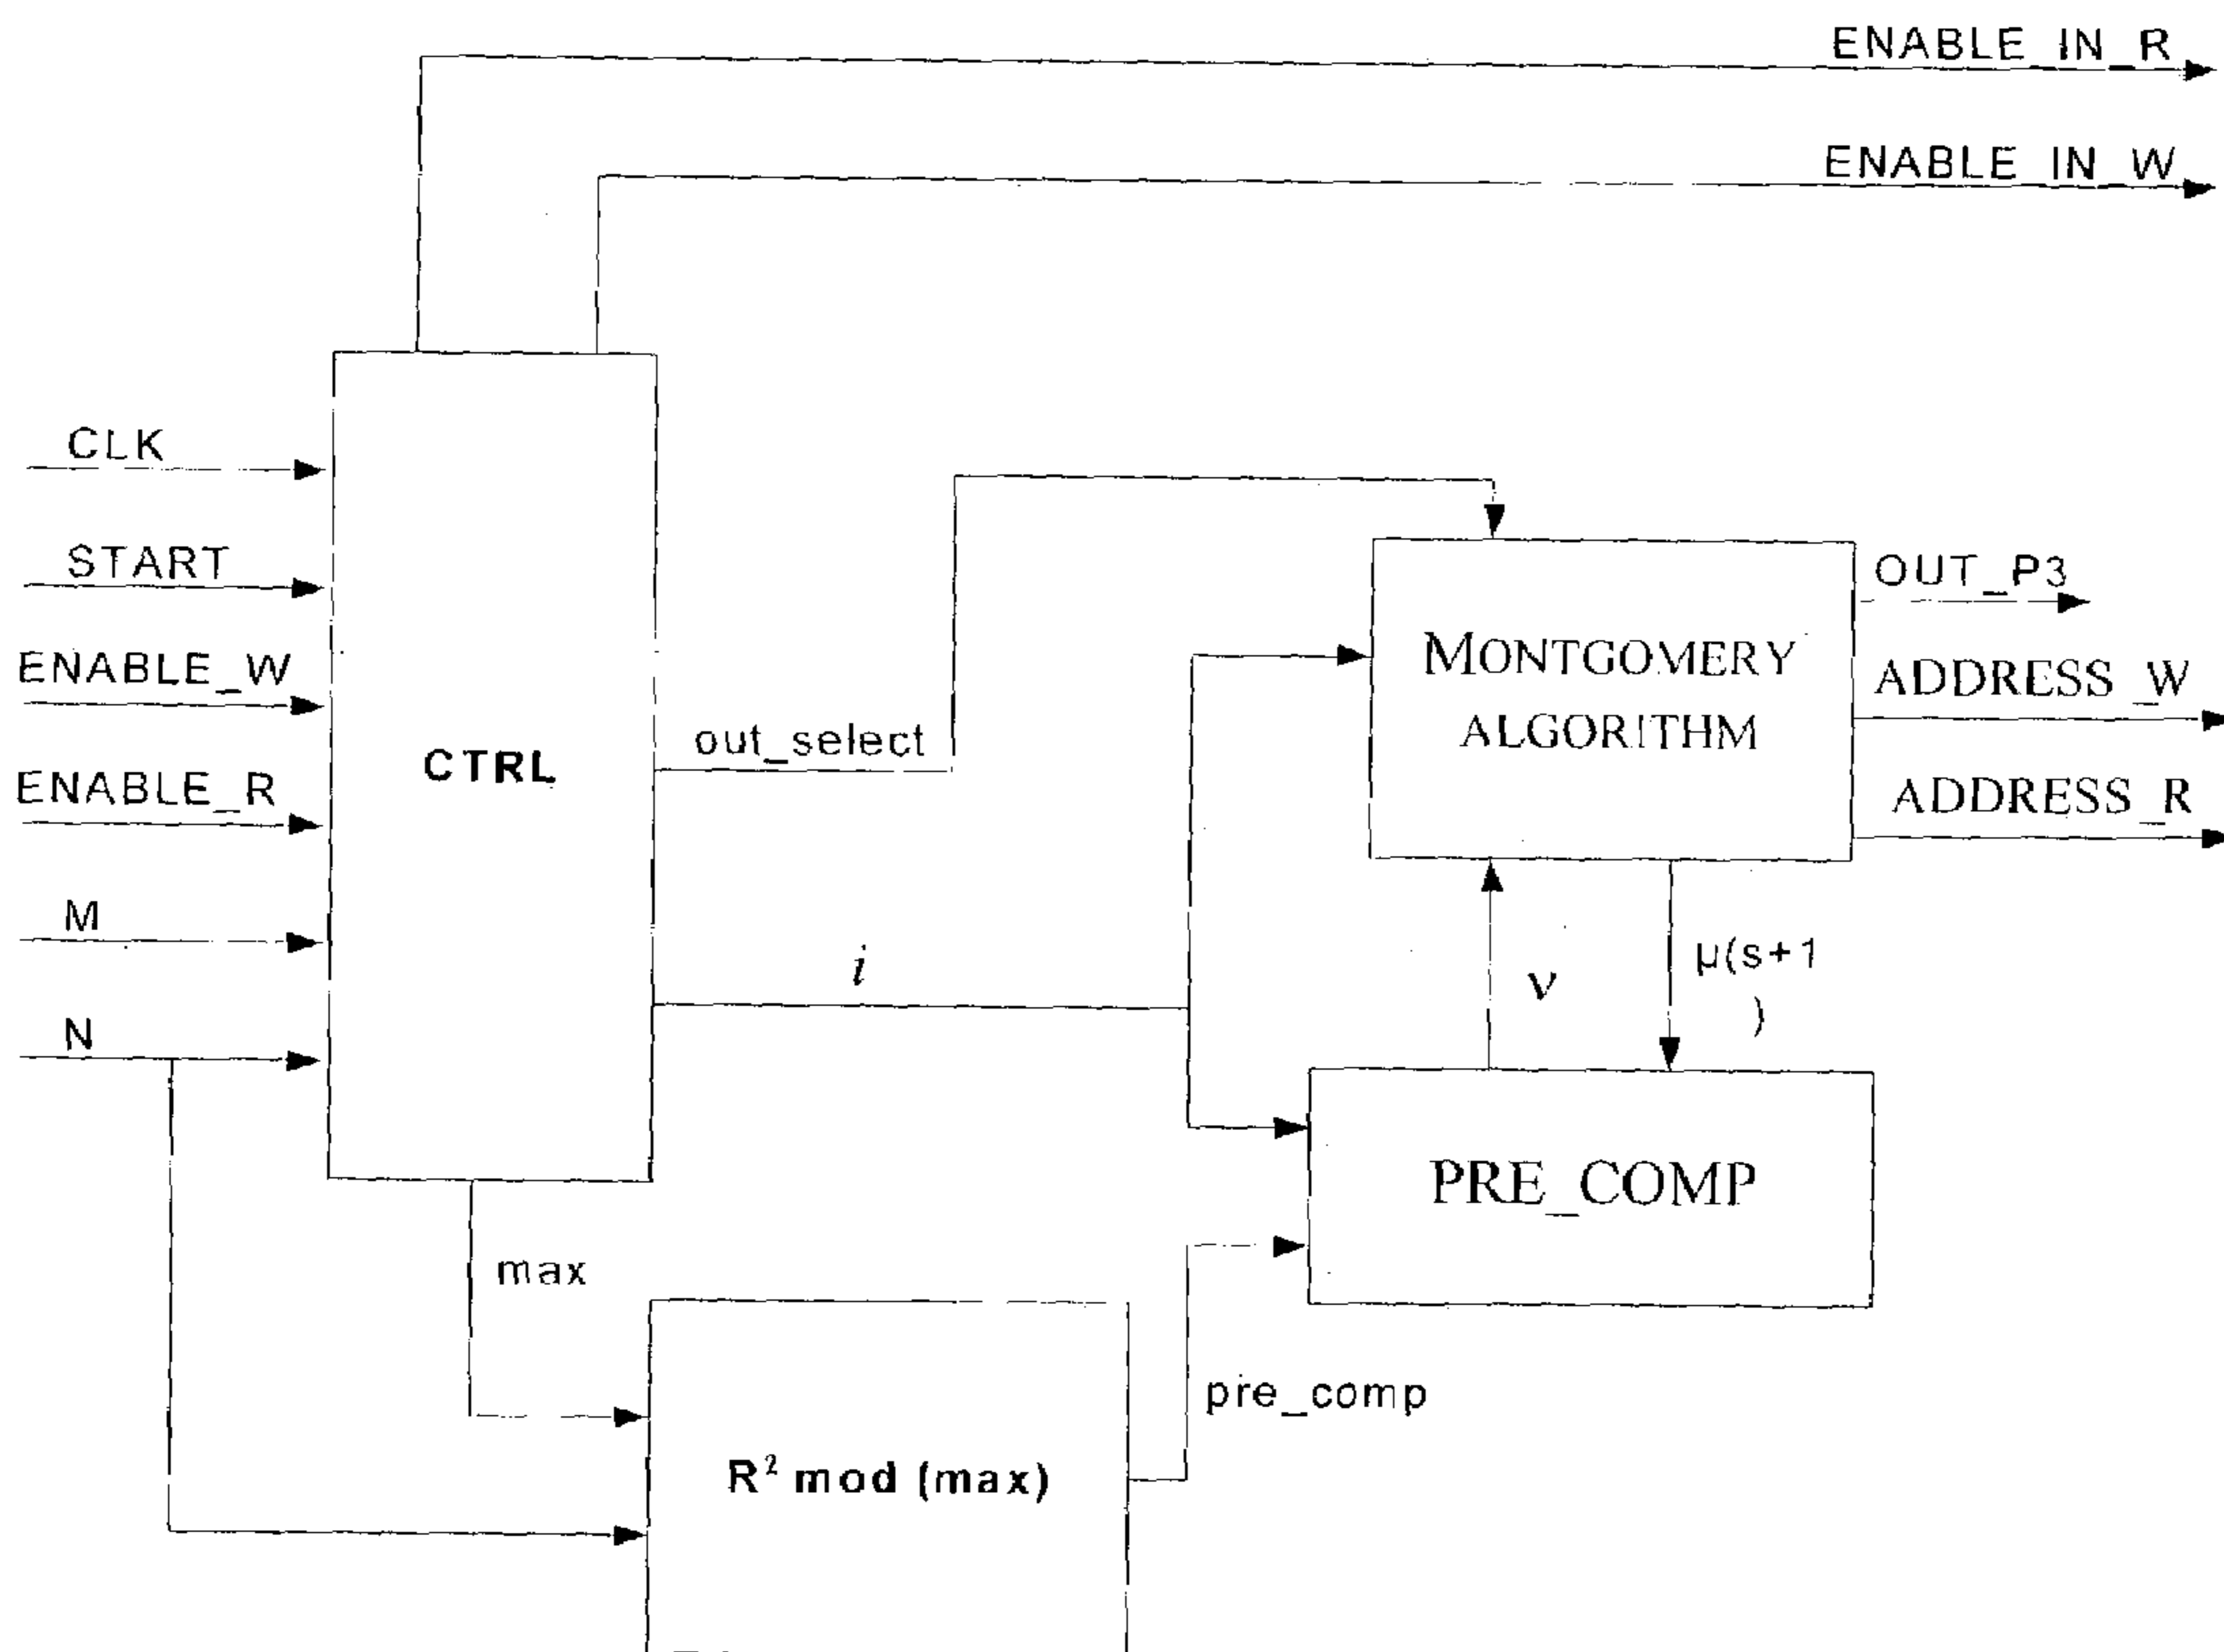 ENABLE_IN_R
ENABLE_IN_W
CLK
START
ENABLE_W
ENABLE_R
M
N
CTRL
out_select
i
max
MONTGOMERY
ALGORITHM
OUT_P3
ADDRESS_W
ADDRESS_R
ν
μ(s+1
)
PRE_COMP
pre_comp
R² mod (max)